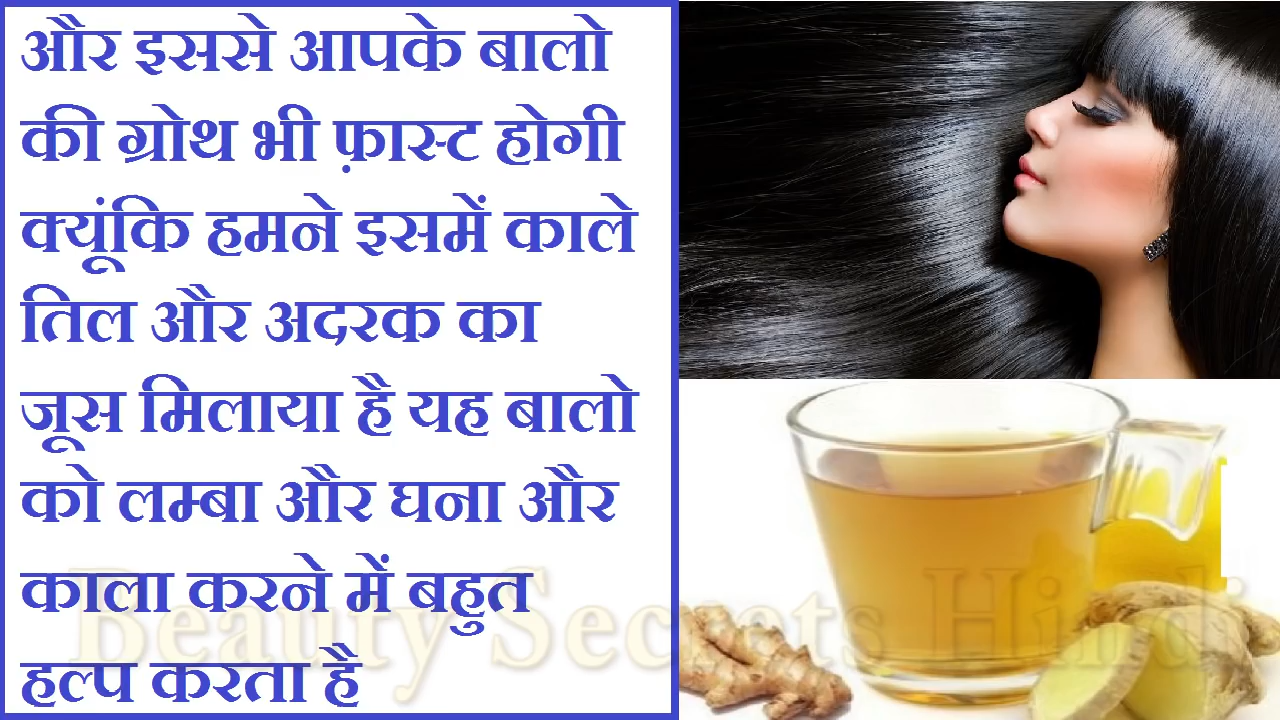 और इससे आपके बालो
की ग्रोथ भी फ़ास्ट होगी
क्यूंकि हमने इसमें काले
तिल और अदरक का
जूस मिलाया है यह बालो
को लम्बा और घना और
काला करने में बहुत
हल्प करता है
Beauty Secrets Hindi